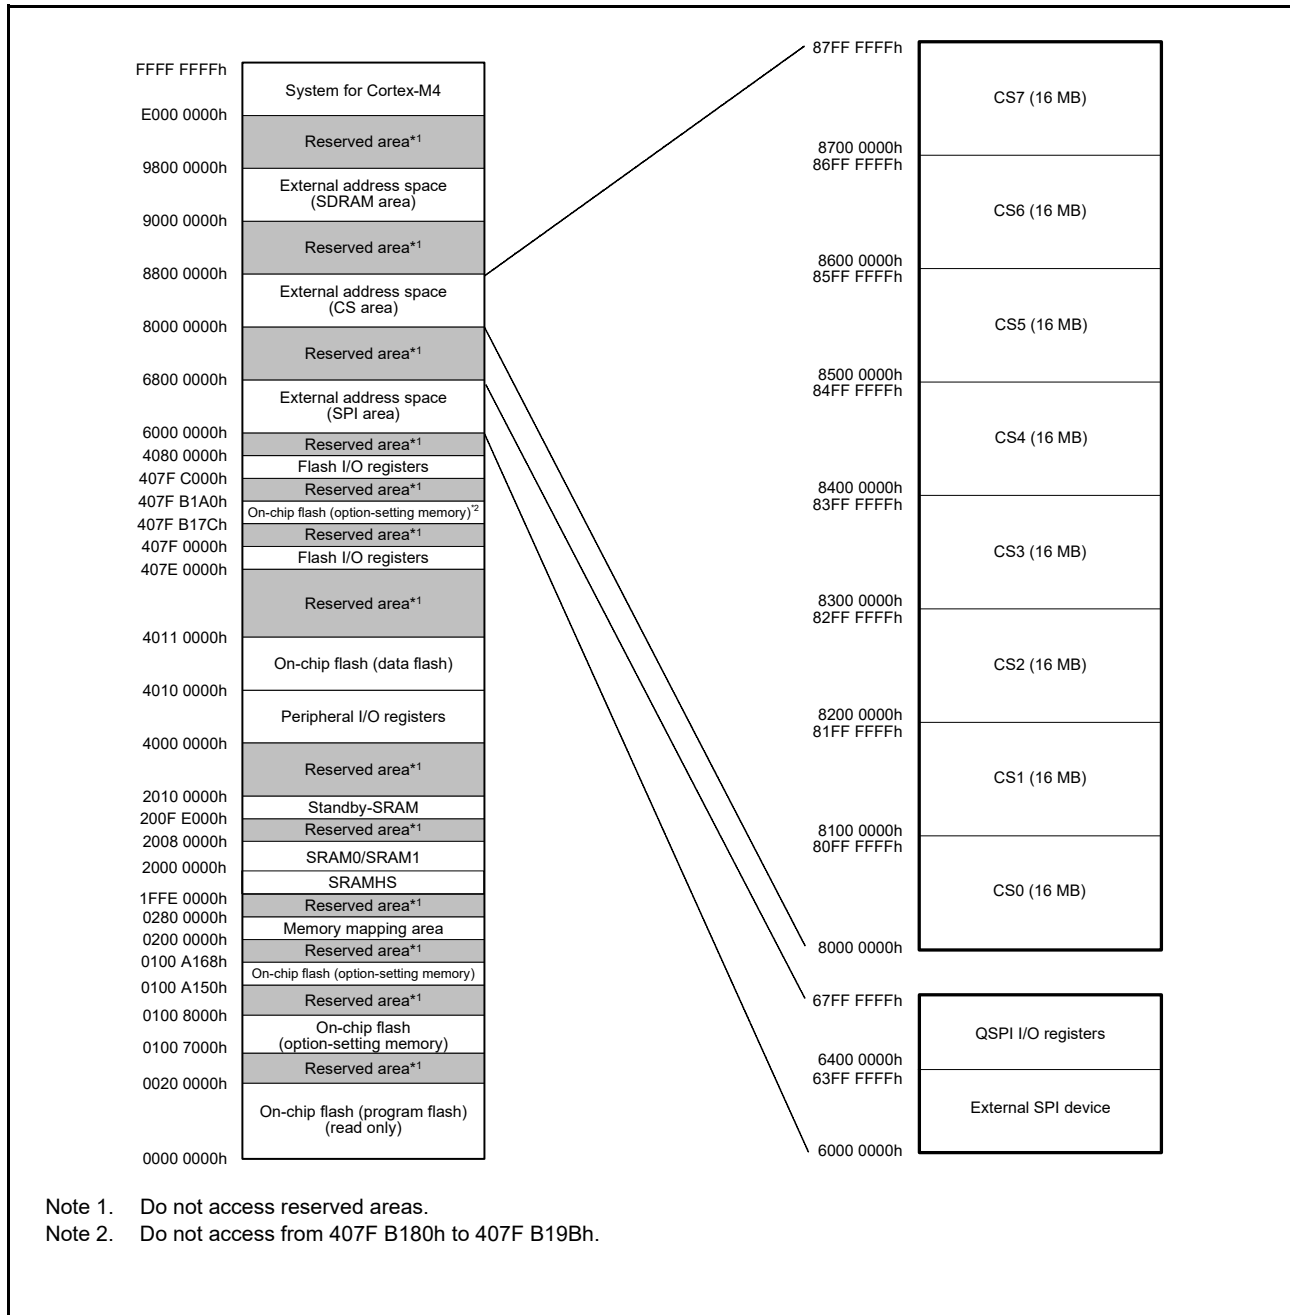 FFFF FFFFh
System for Cortex-M4
E000 0000h
Reserved area*1
9800 0000h
External address space
(SDRAM area)
9000 0000h
Reserved area*1
8800 0000h
External address space
(CS area)
8000 0000h
Reserved area*1
6800 0000h
External address space
(SPI area)
6000 0000h
Reserved area*1
4080 0000h
Flash I/O registers
407F C000h
Reserved area*1
407F B1A0h
On-chip flash (option-setting memory)*2
407F B17Ch
Reserved area*1
407F 0000h
Flash I/O registers
407E 0000h
Reserved area*1
4011 0000h
On-chip flash (data flash)
4010 0000h
Peripheral I/O registers
4000 0000h
Reserved area*1
2010 0000h
Standby-SRAM
200F E000h
Reserved area*1
2008 0000h
SRAM0/SRAM1
2000 0000h
SRAMHS
1FFE 0000h
Reserved area*1
0280 0000h
Memory mapping area
0200 0000h
Reserved area*1
0100 A168h
On-chip flash (option-setting memory)
0100 A150h
Reserved area*1
0100 8000h
On-chip flash
(option-setting memory)
0100 7000h
Reserved area*1
0020 0000h
On-chip flash (program flash)
(read only)
0000 0000h
87FF FFFFh
CS7 (16 MB)
8700 0000h
86FF FFFFh
CS6 (16 MB)
8600 0000h
85FF FFFFh
CS5 (16 MB)
8500 0000h
84FF FFFFh
CS4 (16 MB)
8400 0000h
83FF FFFFh
CS3 (16 MB)
8300 0000h
82FF FFFFh
CS2 (16 MB)
8200 0000h
81FF FFFFh
CS1 (16 MB)
8100 0000h
80FF FFFFh
CS0 (16 MB)
8000 0000h
67FF FFFFh
QSPI I/O registers
6400 0000h
63FF FFFFh
External SPI device
6000 0000h
Note 1. Do not access reserved areas.
Note 2. Do not access from 407F B180h to 407F B19Bh.